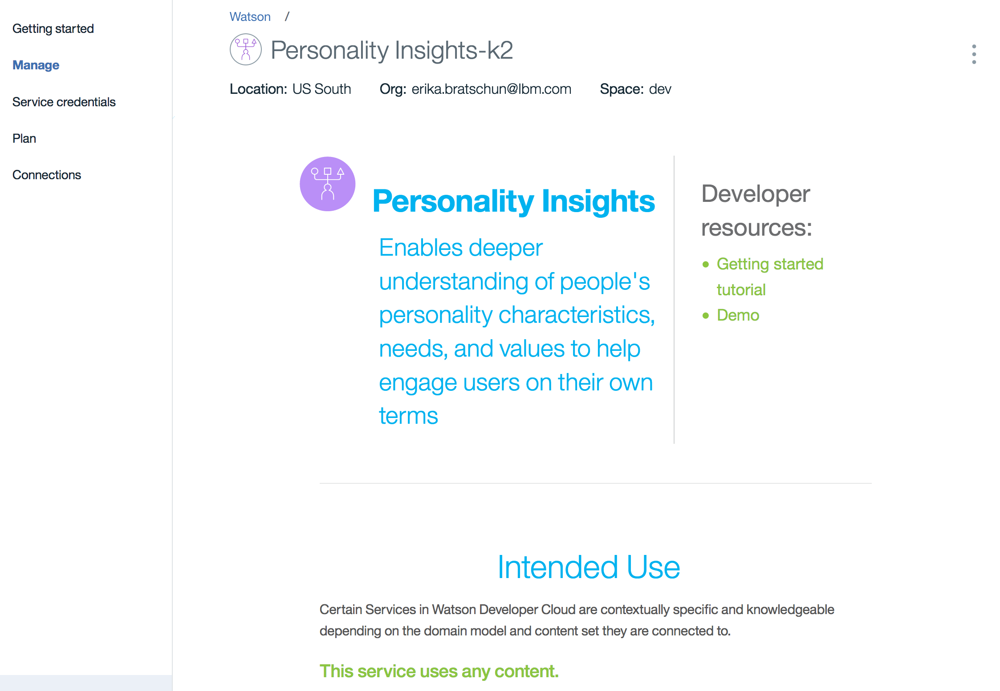 Getting started
Manage
Service credentials
Plan
Connections
Watson /
Personality Insights-k2
Location: US South Org: erika.bratschun@lbm.com Space: dev
Personality Insights
Enables deeper
understanding of people's
personality characteristics,
needs, and values to help
engage users on their own
terms
Developer
resources:
Getting started
tutorial
Demo
Intended Use
Certain Services in Watson Developer Cloud are contextually specific and knowledgeable
depending on the domain model and content set they are connected to.
This service uses any content.